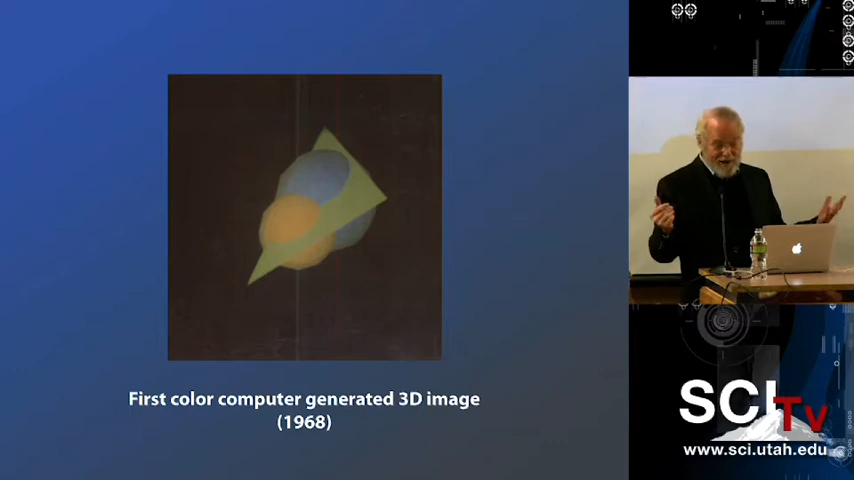 First color computer generated 3D image
(1968)
SCI
Tv
www.sci.utah.edu